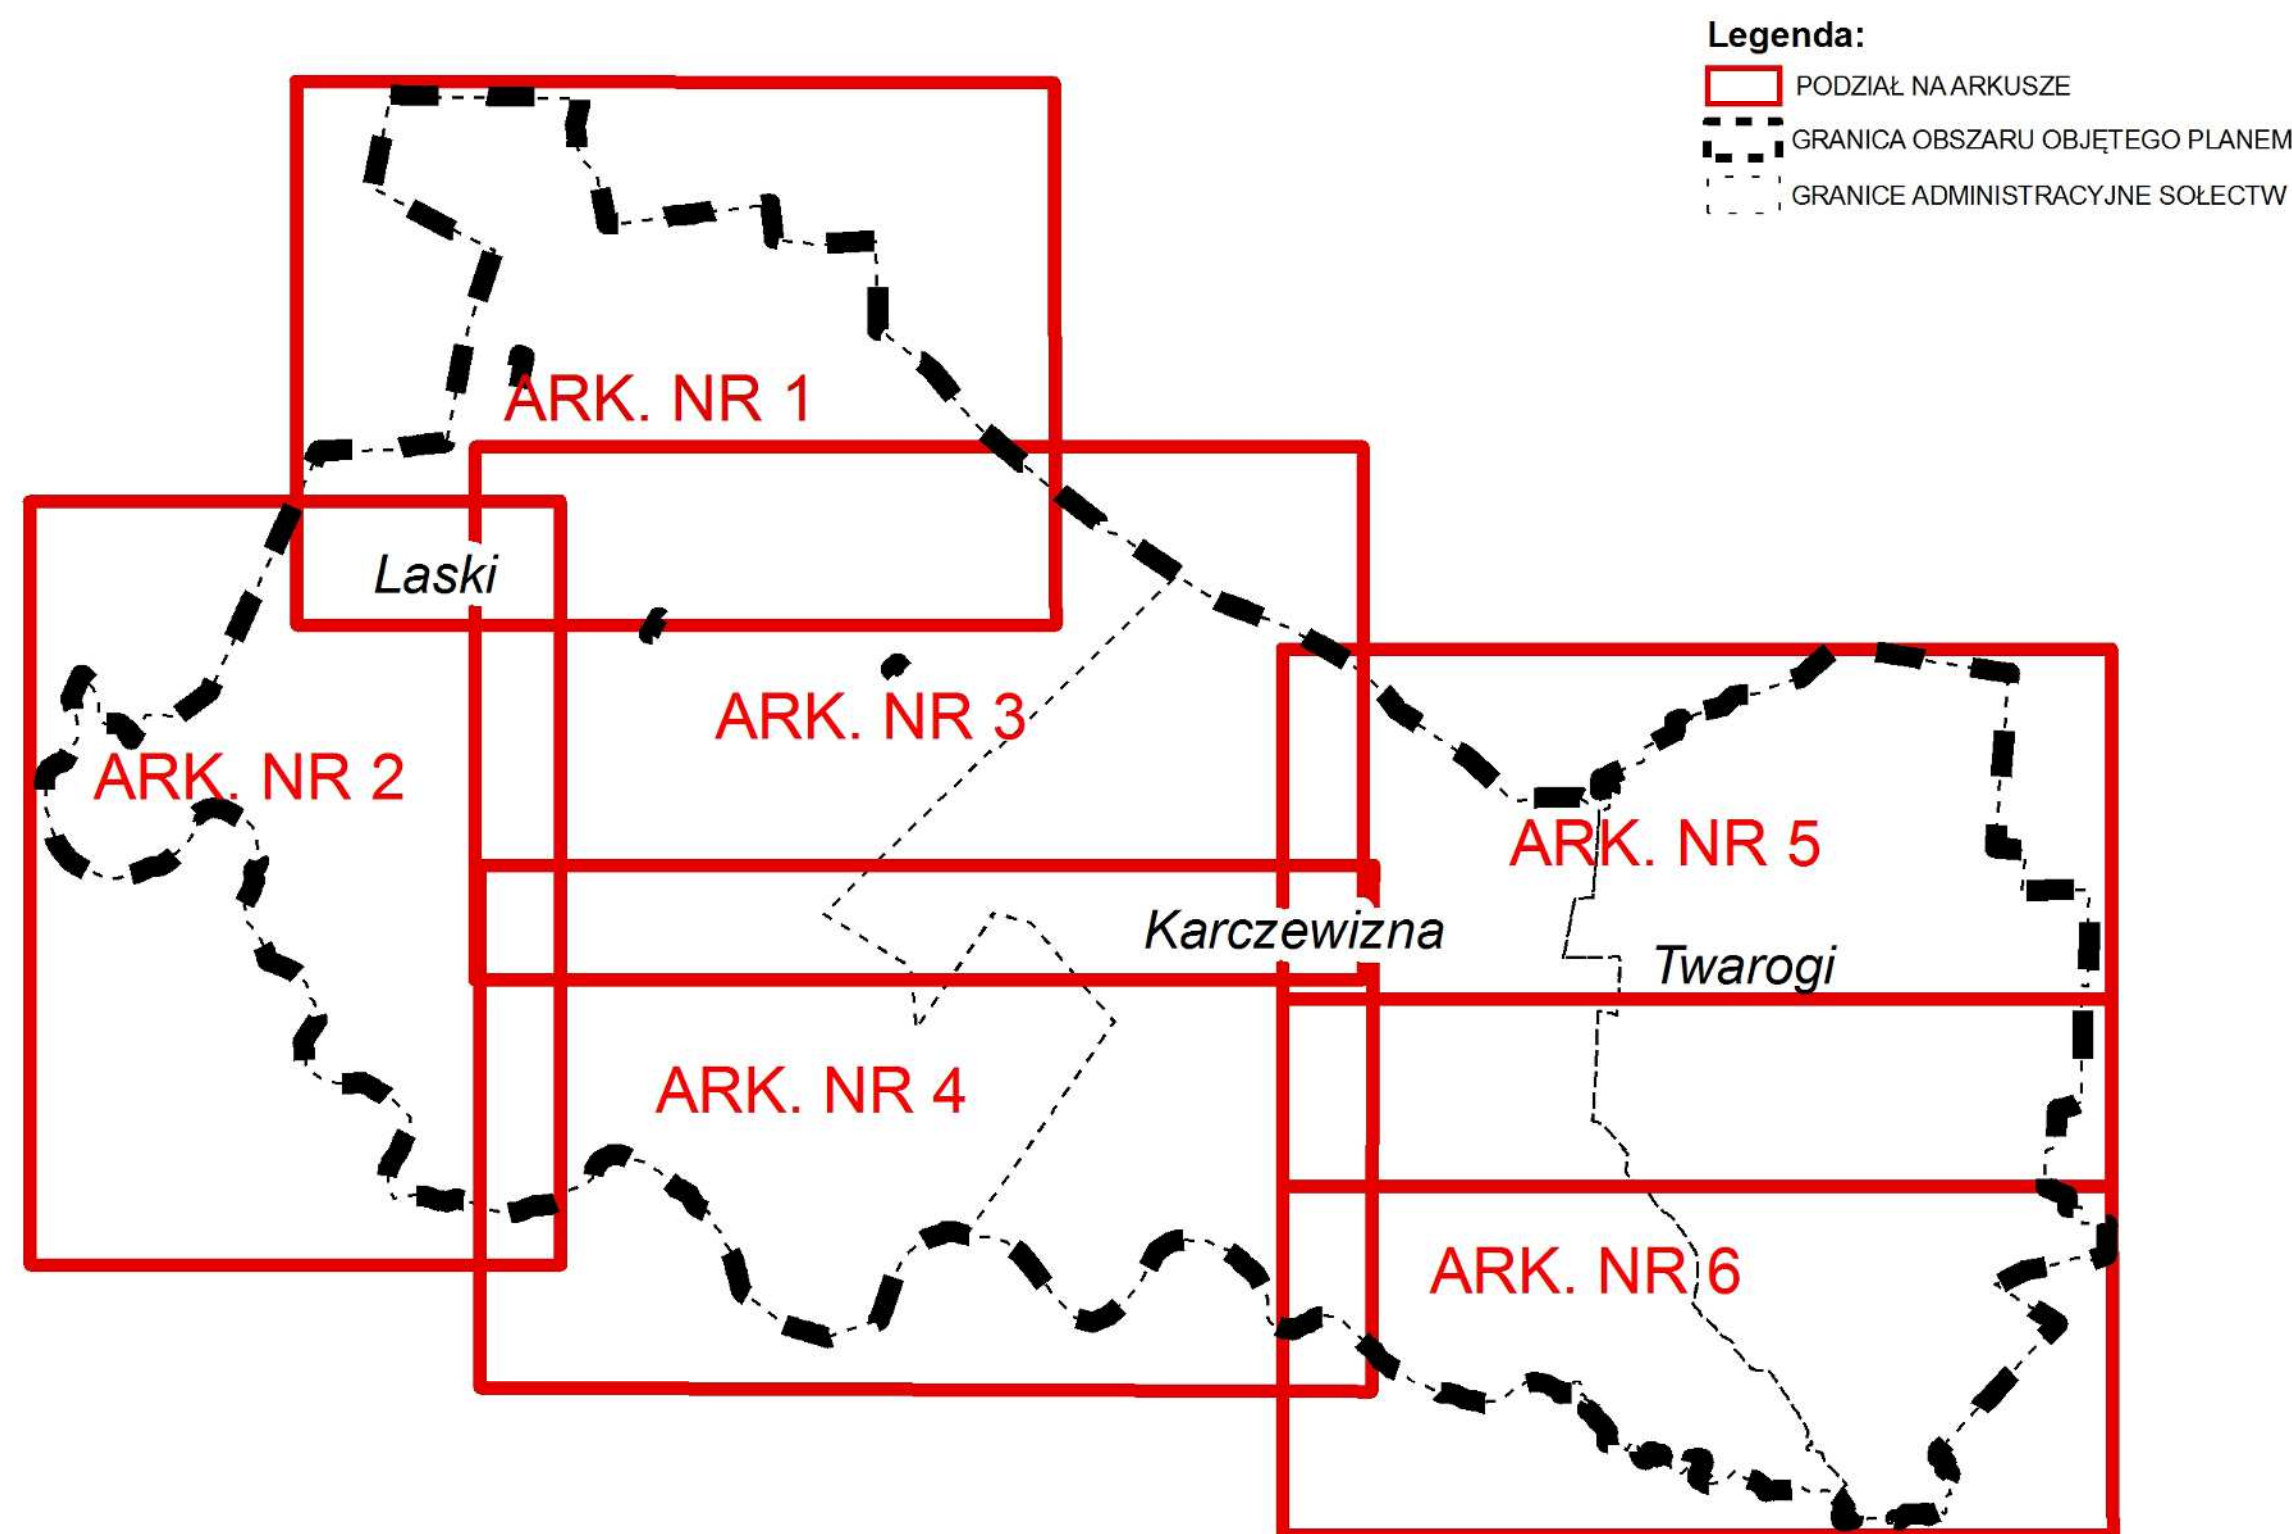 Legenda:
PODZIAŁ NA ARKUSZE
GRANICA OBSZARU OBJĘTEGO PLANEM
GRANICE ADMINISTRACYJNE SOŁECTW
ARK. NR 1
Laski
ARK. NR 3
ARK. NR 2
ARK. NR 5
Karczewizna
Twarogi
ARK. NR 4
ARK. NR 6